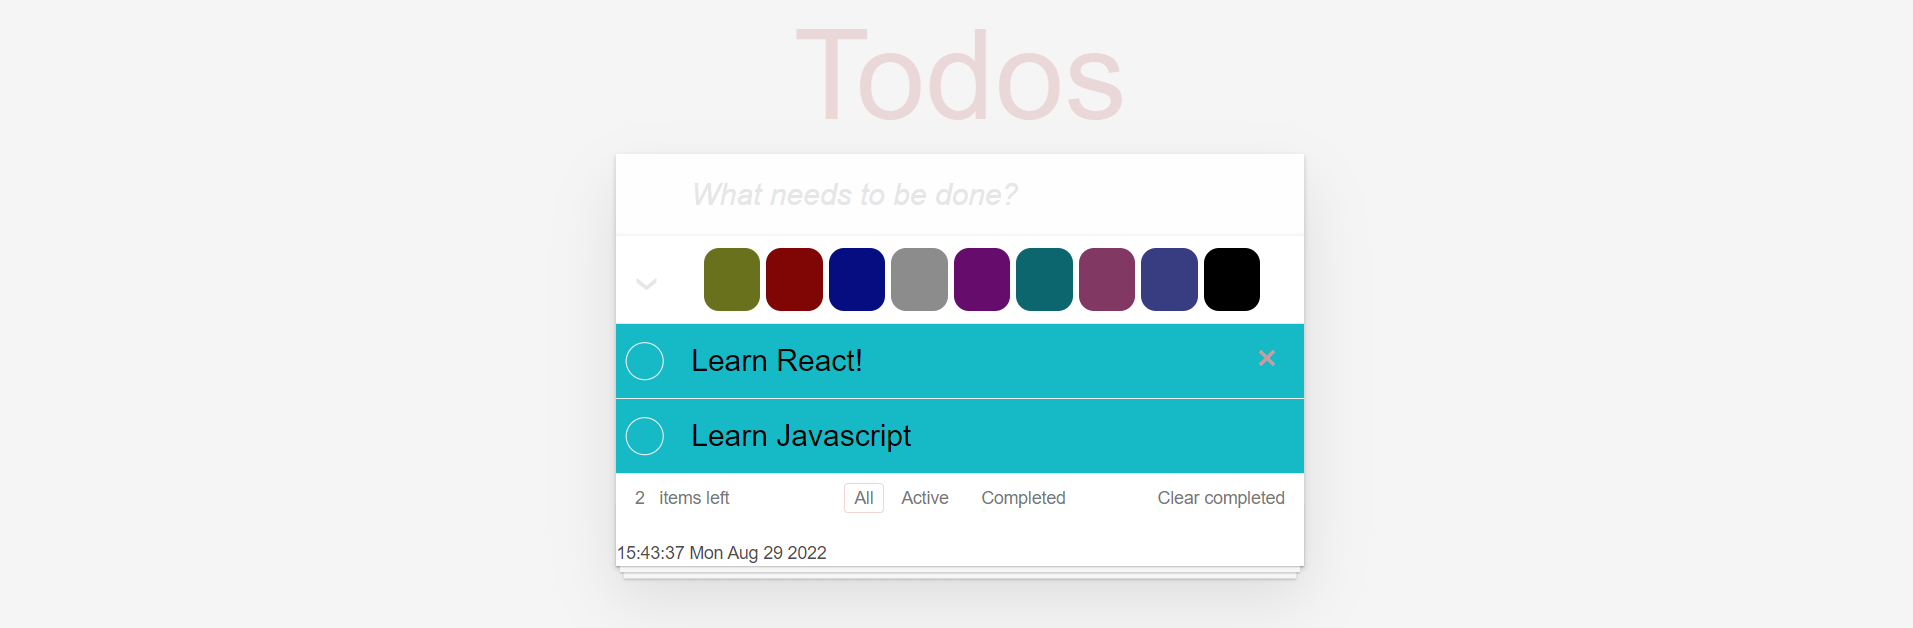 Todos
What needs to be done?
Learn React!
Learn Javascript
2 items left All Active Completed Clear completed
15:43:37 Mon Aug 29 2022